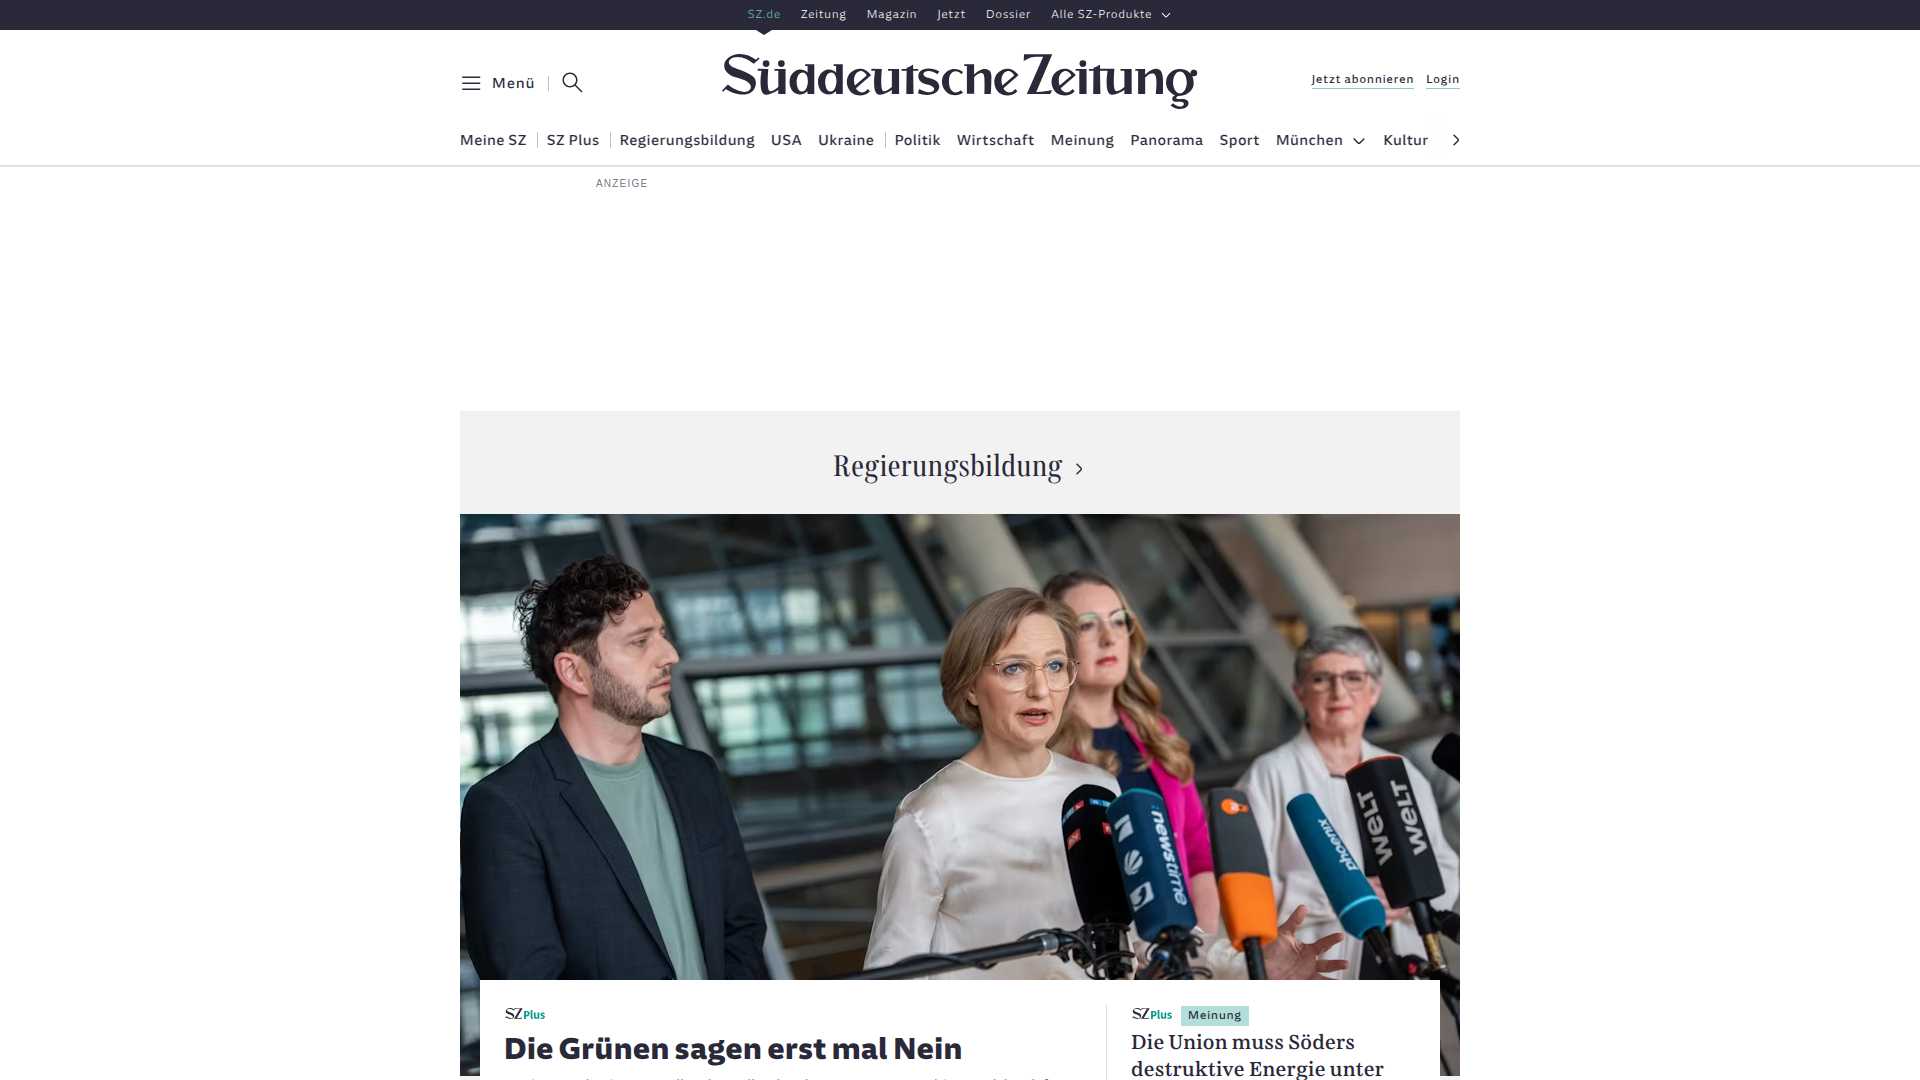 SZ.de Zeitung Magazin Jetzt Dossier Alle SZ-Produkte
Menü
Süddeutsche Zeitung
Jetzt abonnieren Login
Meine SZ SZ Plus Regierungsbildung USA Ukraine Politik Wirtschaft Meinung Panorama Sport München Kultur
ANZEIGE
Regierungsbildung
newstime
phoenix
WELT
WELT
SZ Plus
Die Grünen sagen erst mal Nein
SZ Plus Meinung
Die Union muss Söders
destruktive Energie unter